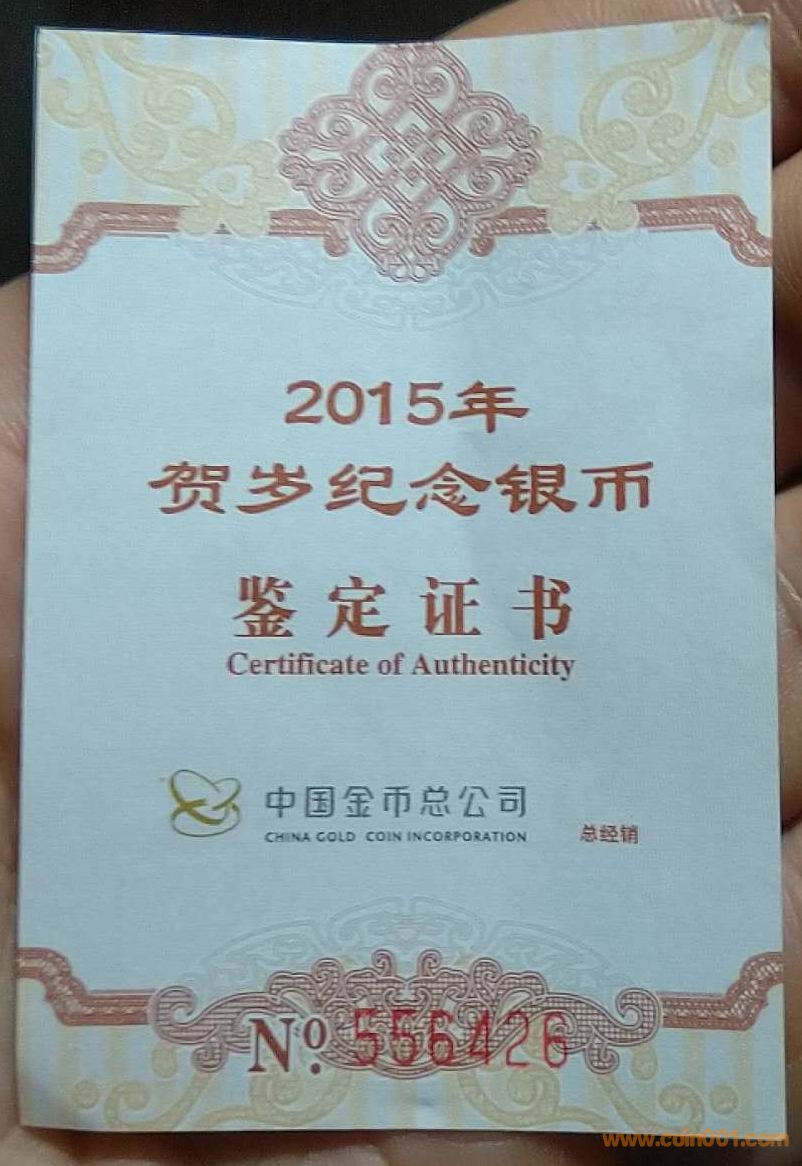 2015年
贺岁纪念银币
鉴定证书
Certificate of Authenticity
中国金币总公司
CHINA GOLD COIN INCORPORATION
总经销
Nº. 556426
www.coin001.com